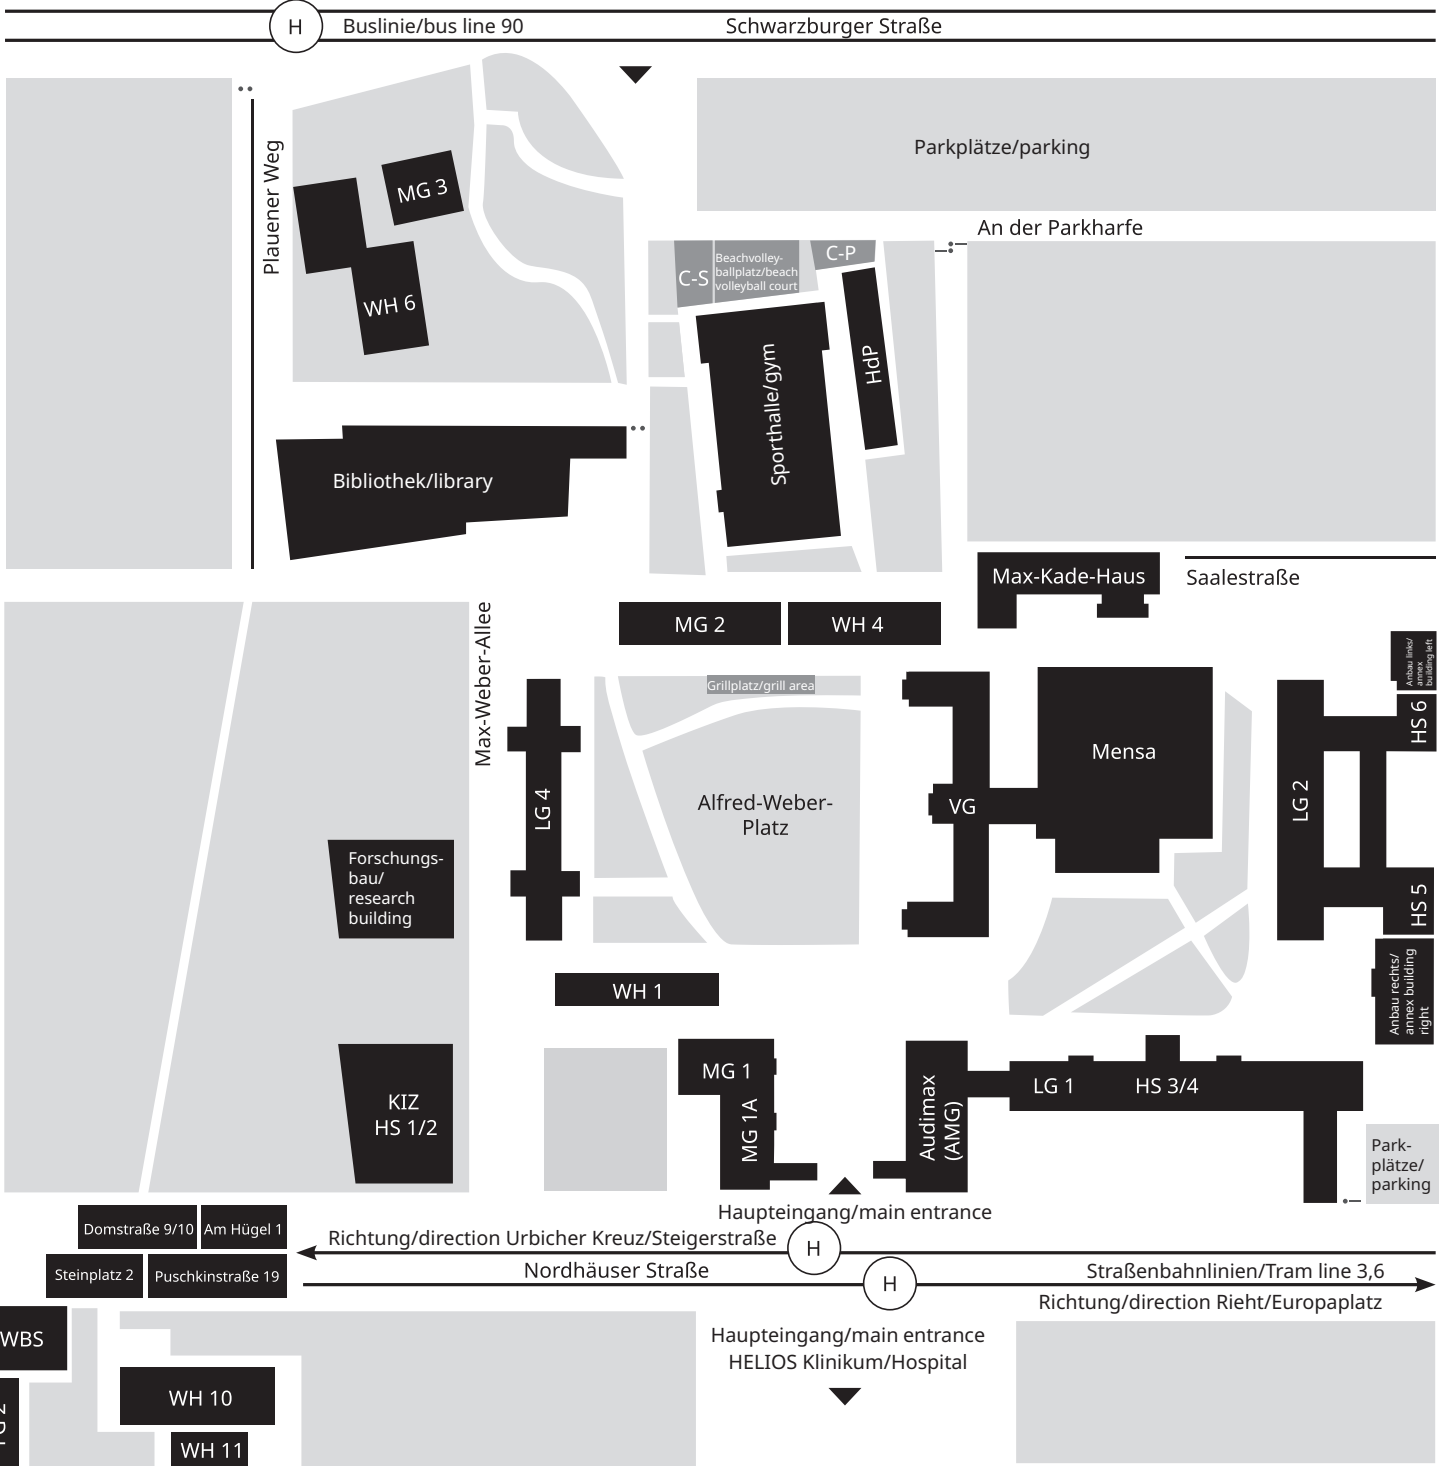 H
Buslinie/bus line 90
Schwarzburger Straße
Parkplätze/parking
Plauener Weg
MG 3
WH 6
An der Parkharfe
C-S
Beachvolley-
ballplatz/beach
volleyball court
C-P
Sporthalle/gym
HdP
Bibliothek/library
Max-Kade-Haus
Saalestraße
MG 2
WH 4
Max-Weber-Allee
Grillplatz/grill area
Anbau links/
annex
building left
HS 6
Mensa
LG 4
Alfred-Weber-
Platz
VG
LG 2
Forschungs-
bau/
research
building
HS 5
WH 1
Anbau rechts/
annex building
right
MG 1
MG 1A
Audimax
(AMG)
LG 1
HS 3/4
KIZ
HS 1/2
Park-
plätze/
parking
Haupteingang/main entrance
Domstraße 9/10
Am Hügel 1
Richtung/direction Urbicher Kreuz/Steigerstraße
H
Steinplatz 2
Puschkinstraße 19
Nordhäuser Straße
H
Straßenbahnlinien/Tram line 3,6
Richtung/direction Rieht/Europaplatz
WBS
Haupteingang/main entrance
HELIOS Klinikum/Hospital
WH 10
WH 11